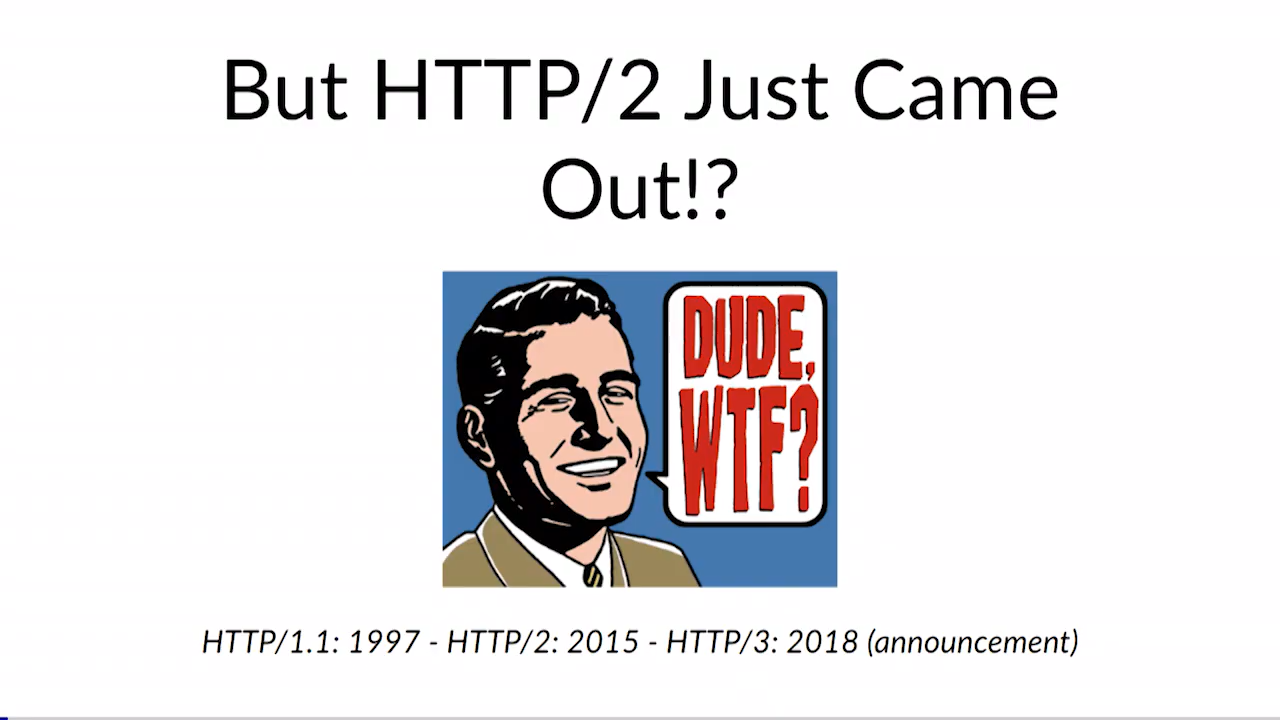 But HTTP/2 Just Came
Out!?
DUDE,
WTF?
HTTP/1.1: 1997 - HTTP/2: 2015 - HTTP/3: 2018 (announcement)